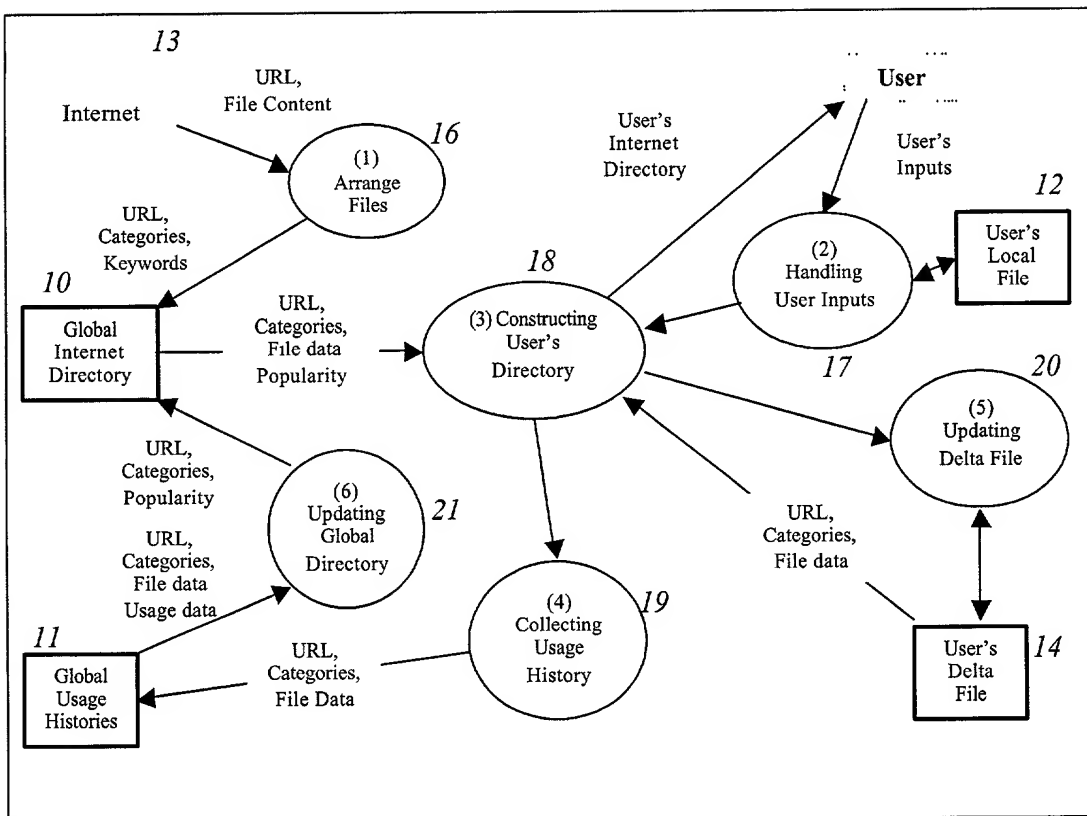 13
URL,
File Content
Internet
16
(1)
Arrange
Files
User
User's
Internet
Directory
User's
Inputs
12
User's
Local
File
(2)
Handling
User Inputs
17
URL,
Categories,
Keywords
10
Global
Internet
Directory
URL,
Categories,
File data
Popularity
18
(3) Constructing
User's
Directory
20
(5)
Updating
Delta File
URL,
Categories,
Popularity
(6)
Updating
Global
Directory
21
URL,
Categories,
File data
Usage data
URL,
Categories,
File data
11
Global
Usage
Histories
URL,
Categories,
File Data
(4)
Collecting
Usage
History
19
User's
Delta
File
14